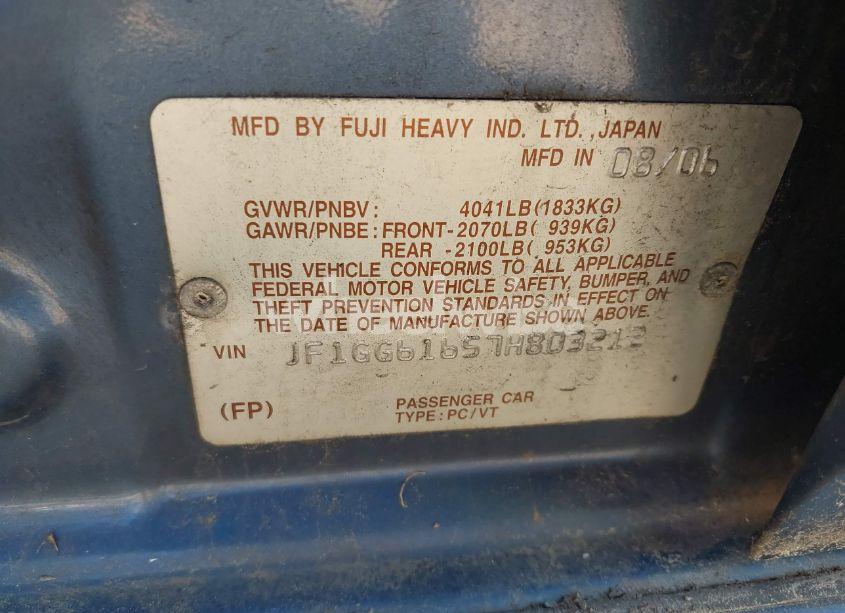 MFD BY FUJI HEAVY IND. LTD. ,JAPAN
MFD IN 08/06
GVWR/PNBV: 4041LB(1833KG)
GAWR/PNBE: FRONT-2070LB( 939KG)
REAR -2100LB( 953KG)
THIS VEHICLE CONFORMS TO ALL APPLICABLE
FEDERAL MOTOR VEHICLE SAFETY, BUMPER, AND
THEFT PREVENTION STANDARDS IN EFFECT ON
THE DATE OF MANUFACTURE SHOWN ABOVE.
VIN JF1GG61657H803212
(FP) PASSENGER CAR
TYPE: PC/VT